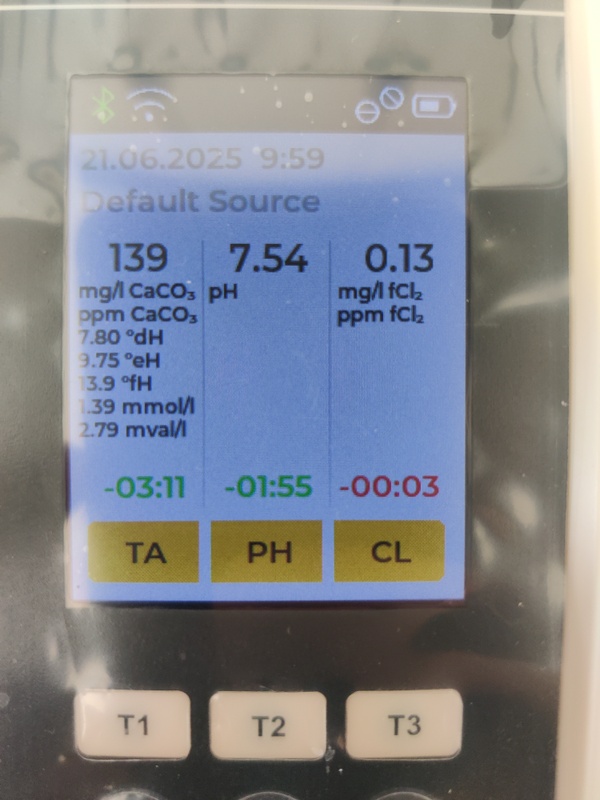 21.06.2025 9:59
Default Source
139 7.54 0.13
mg/l CaCO₃ pH mg/l fCl₂
ppm CaCO₃ ppm fCl₂
7.80 °dH
9.75 °eH
13.9 °fH
1.39 mmol/l
2.79 mval/l
-03:11 -01:55 -00:03
TA PH CL
T1 T2 T3